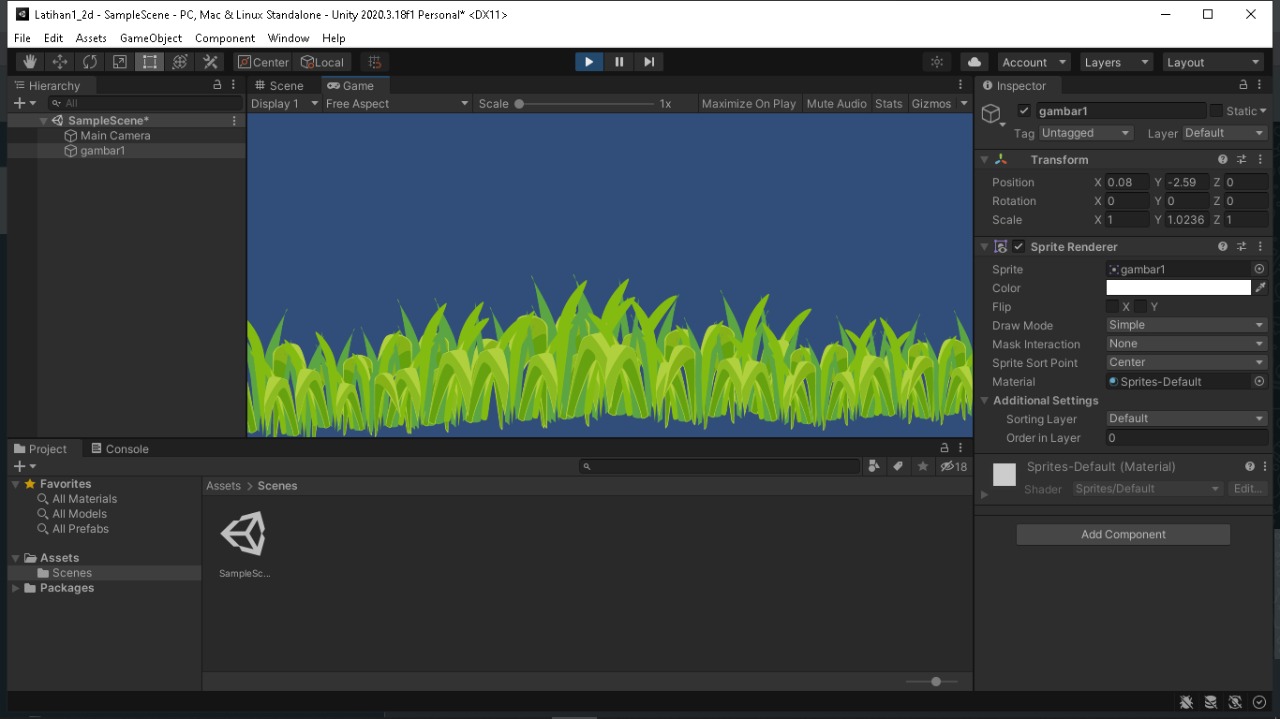 Latihan1_2d - SampleScene - PC, Mac & Linux Standalone - Unity 2020.3.18f1 Personal* <DX11>
File Edit Assets GameObject Component Window Help
Center Local Account Layers Layout
Hierarchy
All
SampleScene*
Main Camera
gambar1
Scene Game
Display 1 Free Aspect Scale 1x Maximize On Play Mute Audio Stats Gizmos
Inspector
gambar1 Static
Tag Untagged Layer Default
Transform
Position X 0.08 Y -2.59 Z 0
Rotation X 0 Y 0 Z 0
Scale X 1 Y 1.0236 Z 1
Sprite Renderer
Sprite gambar1
Color
Flip X Y
Draw Mode Simple
Mask Interaction None
Sprite Sort Point Center
Material Sprites-Default
Additional Settings
Sorting Layer Default
Order in Layer 0
Sprites-Default (Material)
Shader Sprites/Default Edit...
Add Component
Project Console
18
Favorites
All Materials
All Models
All Prefabs
Assets
Scenes
Packages
Assets > Scenes
SampleSc...